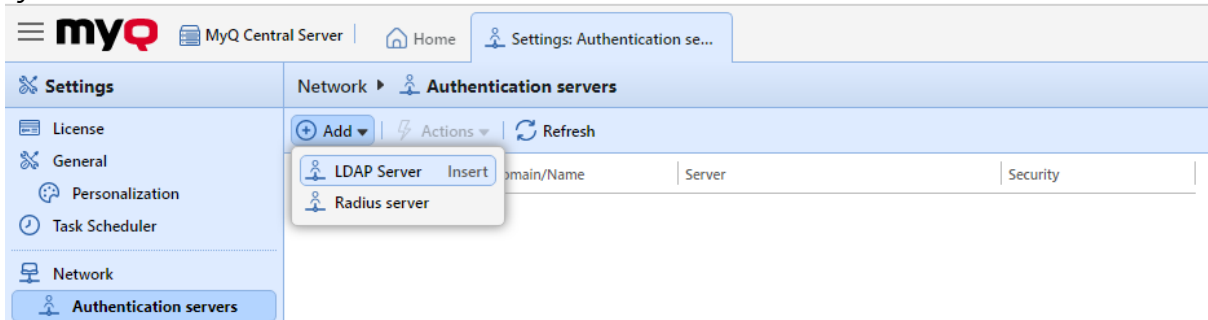 myQ MyQ Central Server Home Settings: Authentication se...
Settings
Network Authentication servers
License
Add Actions Refresh
General
LDAP Server Insert
omain/Name Server Security
Personalization
Radius server
Task Scheduler
Network
Authentication servers